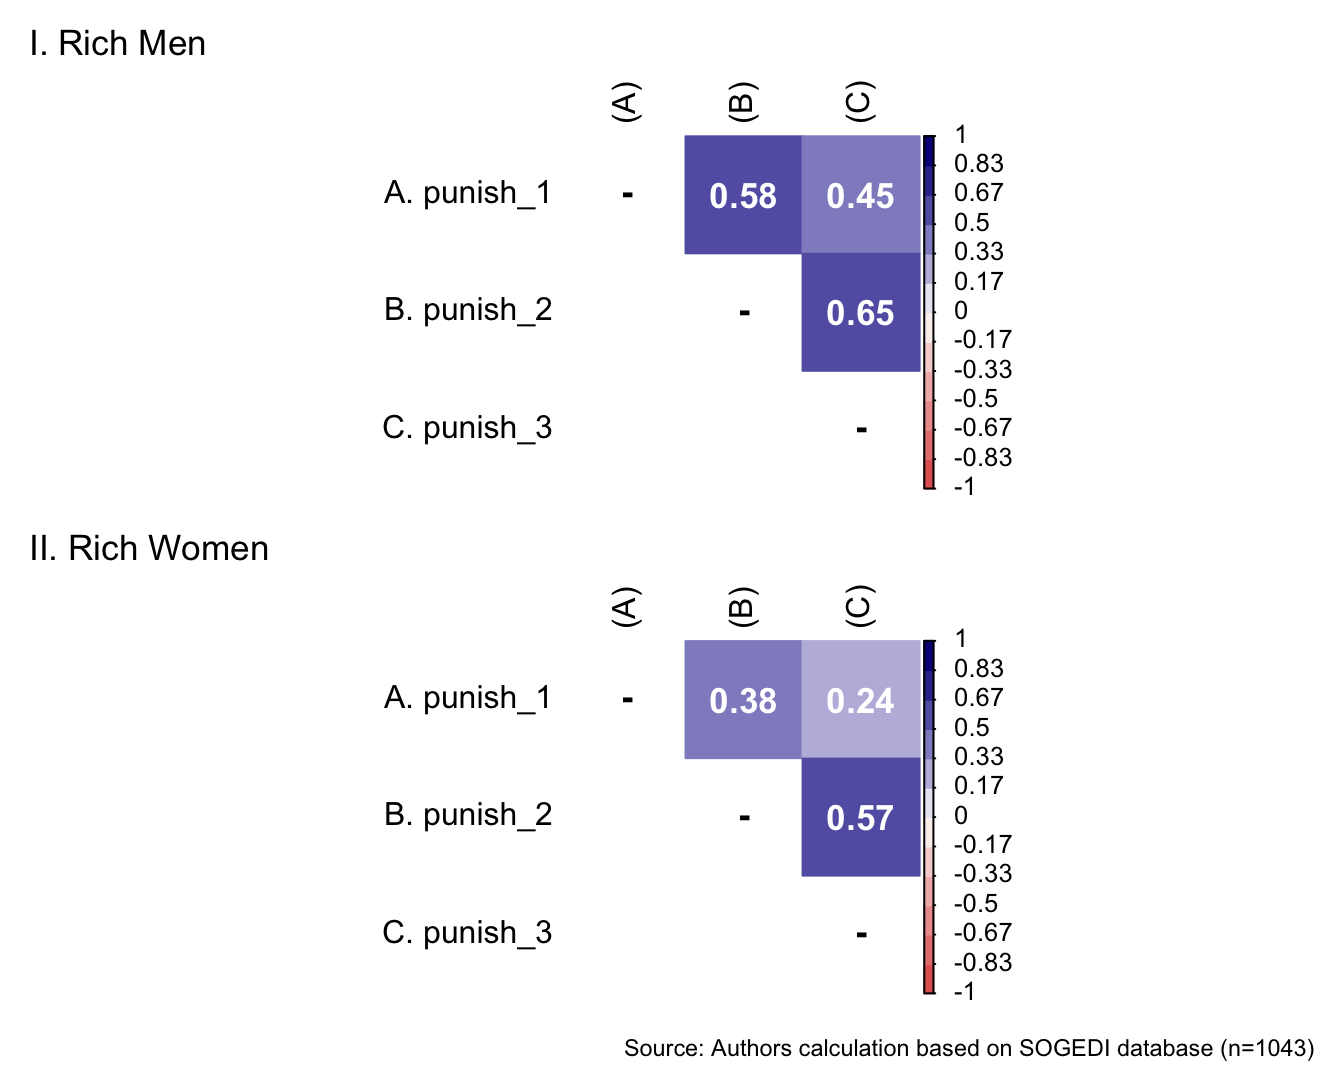 I. Rich Men
(A) (B) (C)
A. punish_1 - 0.58 0.45
B. punish_2 - 0.65
C. punish_3 -
1
0.83
0.67
0.5
0.33
0.17
0
-0.17
-0.33
-0.5
-0.67
-0.83
-1
II. Rich Women
(A) (B) (C)
A. punish_1 - 0.38 0.24
B. punish_2 - 0.57
C. punish_3 -
1
0.83
0.67
0.5
0.33
0.17
0
-0.17
-0.33
-0.5
-0.67
-0.83
-1
Source: Authors calculation based on SOGEDI database (n=1043)